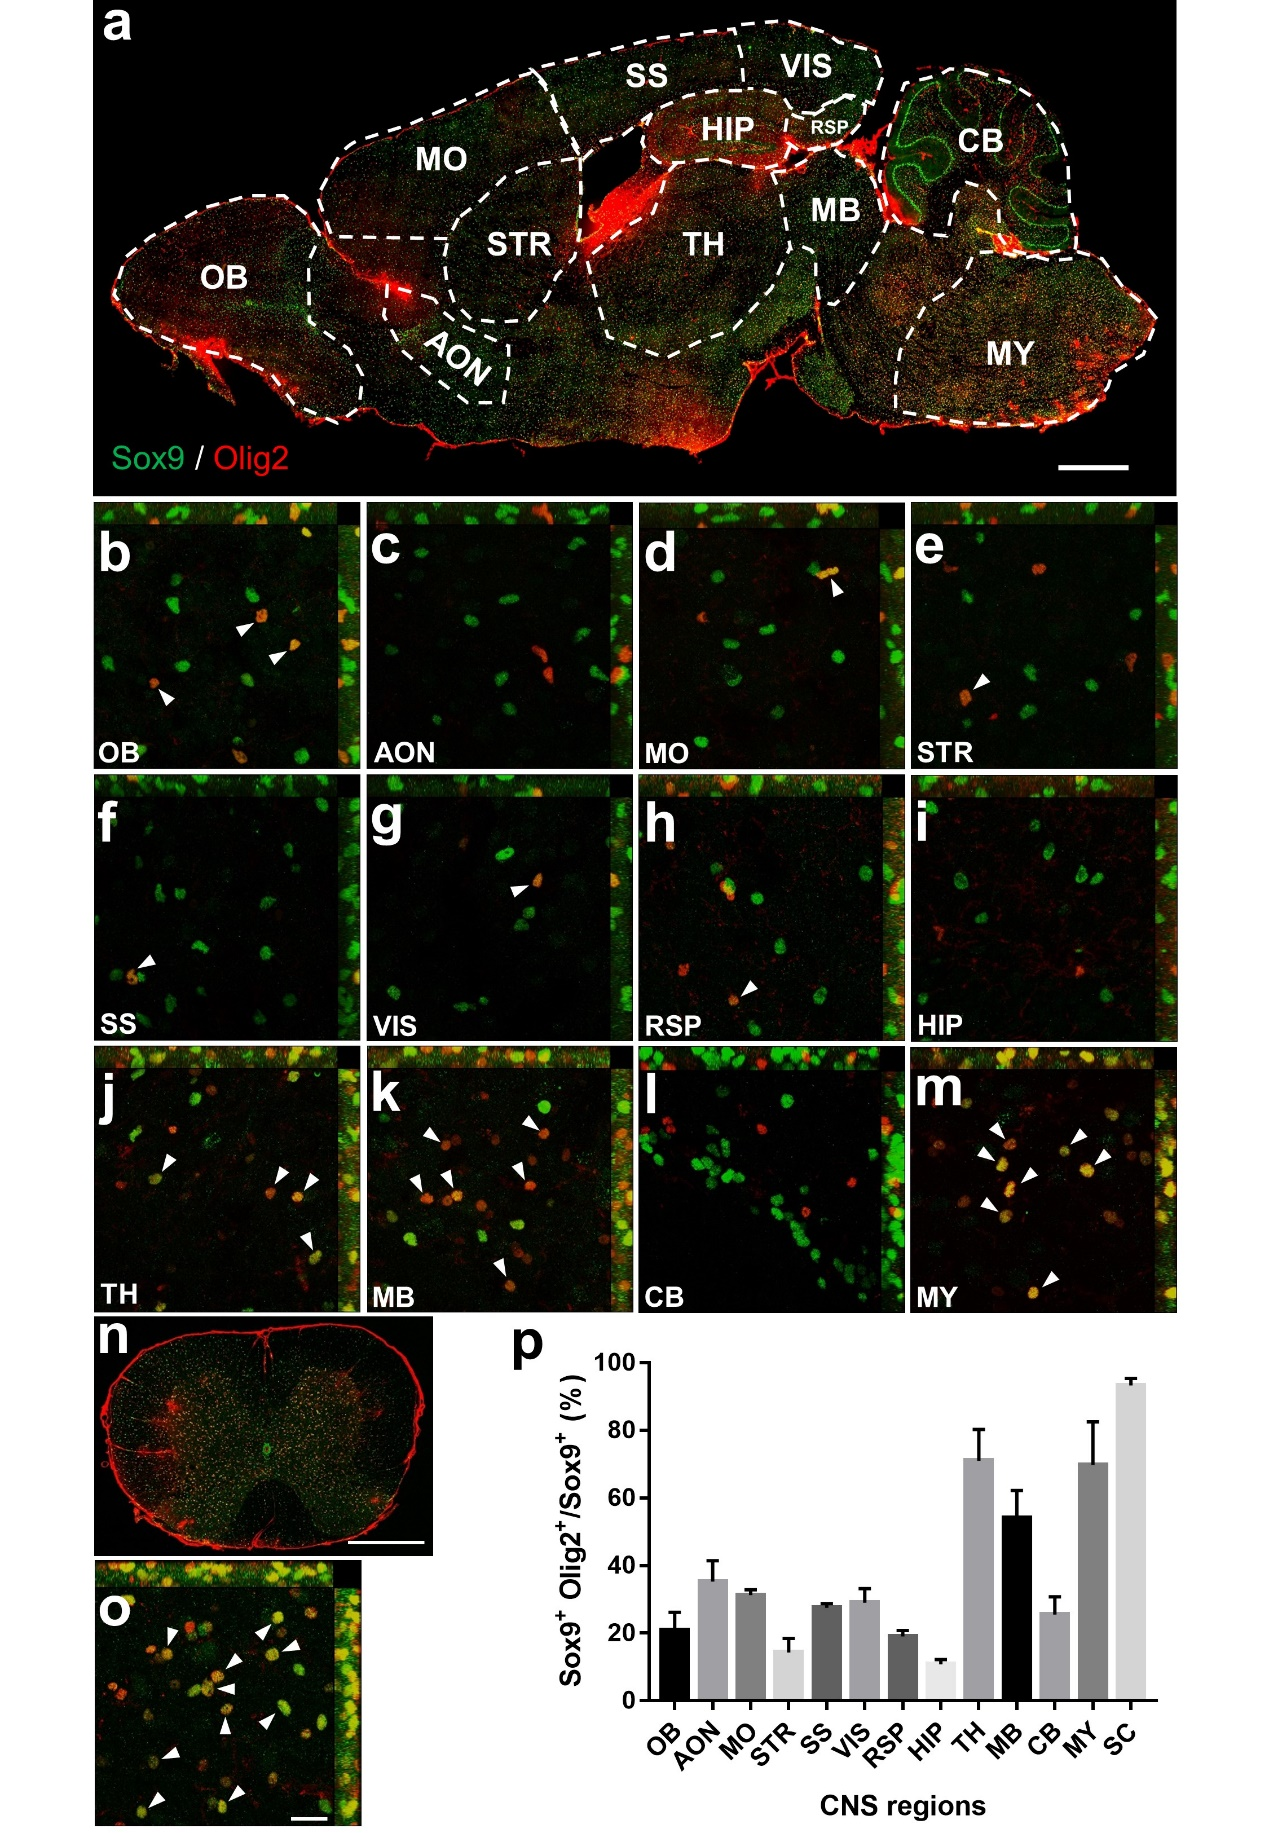 a
SS
VIS
HIP
RSP
CB
MO
MB
STR
TH
OB
AON
MY
Sox9 / Olig2
b
c
d
e
OB
AON
MO
STR
f
g
h
i
SS
VIS
RSP
HIP
j
k
l
m
TH
MB
CB
MY
n
p
o
Sox9+ Olig2+/Sox9+ (%)
100
80
60
40
20
0
OB
AON
MO
STR
SS
VIS
RSP
HIP
TH
MB
CB
MY
SC
CNS regions